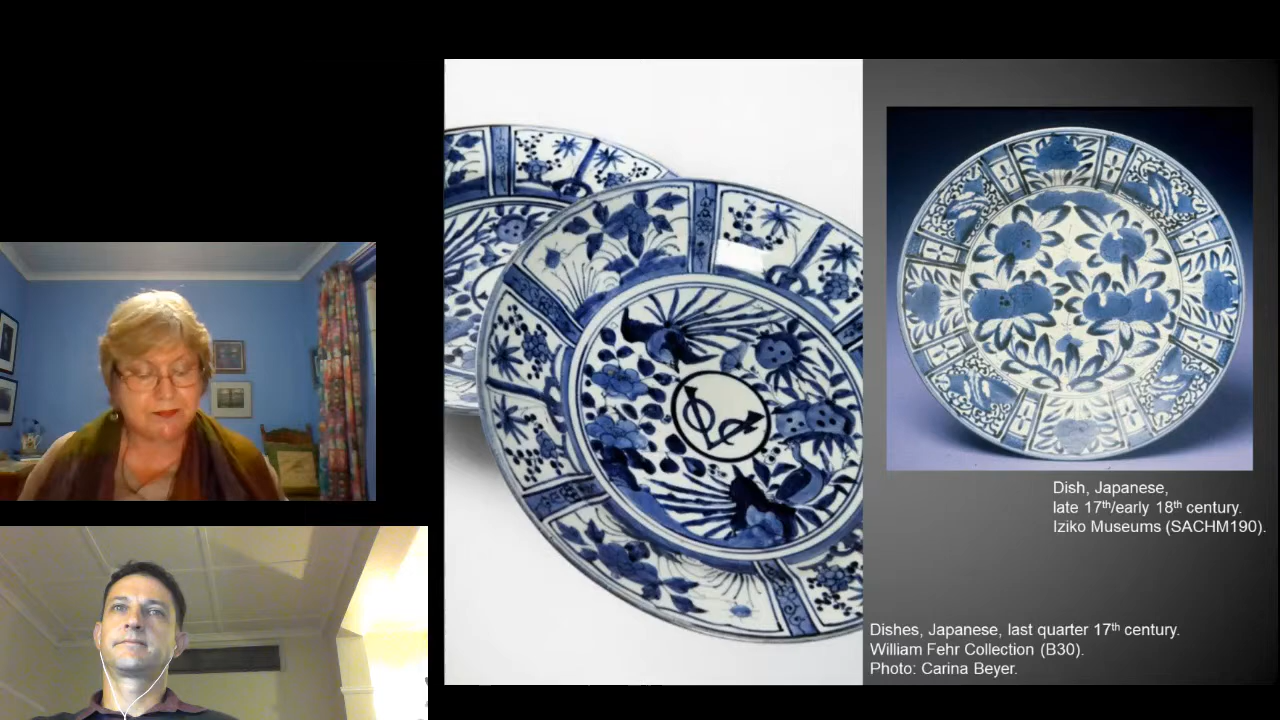 Dish, Japanese,
late 17th/early 18th century.
Iziko Museums (SACHM190).
Dishes, Japanese, last quarter 17th century.
William Fehr Collection (B30).
Photo: Carina Beyer.
VOC